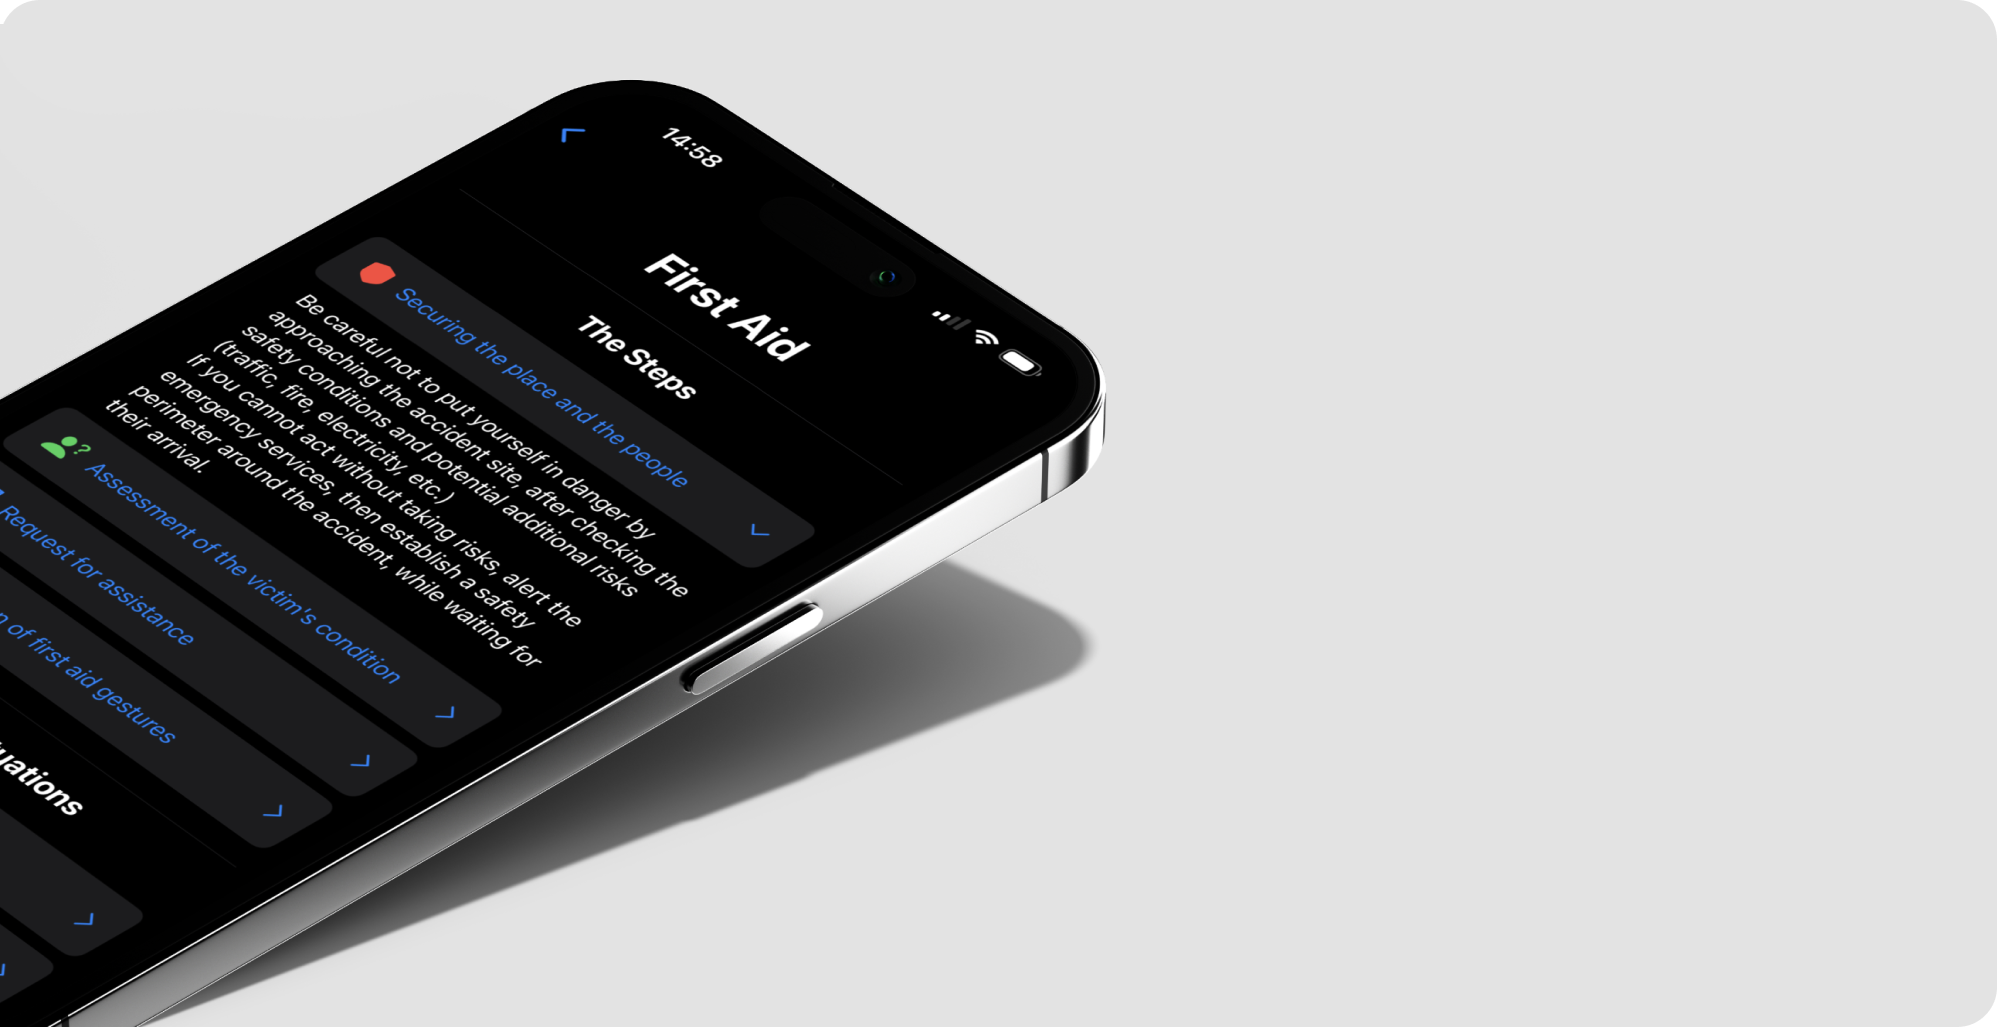 14:58
First Aid
The Steps
Securing the place and the people
Be careful not to put yourself in danger by
approaching the accident site, after checking the
safety conditions and potential additional risks
(traffic, fire, electricity, etc.)
If you cannot act without taking risks, alert the
emergency services, then establish a safety
perimeter around the accident, while waiting for
their arrival.
? Assessment of the victim's condition
Request for assistance
of first aid gestures